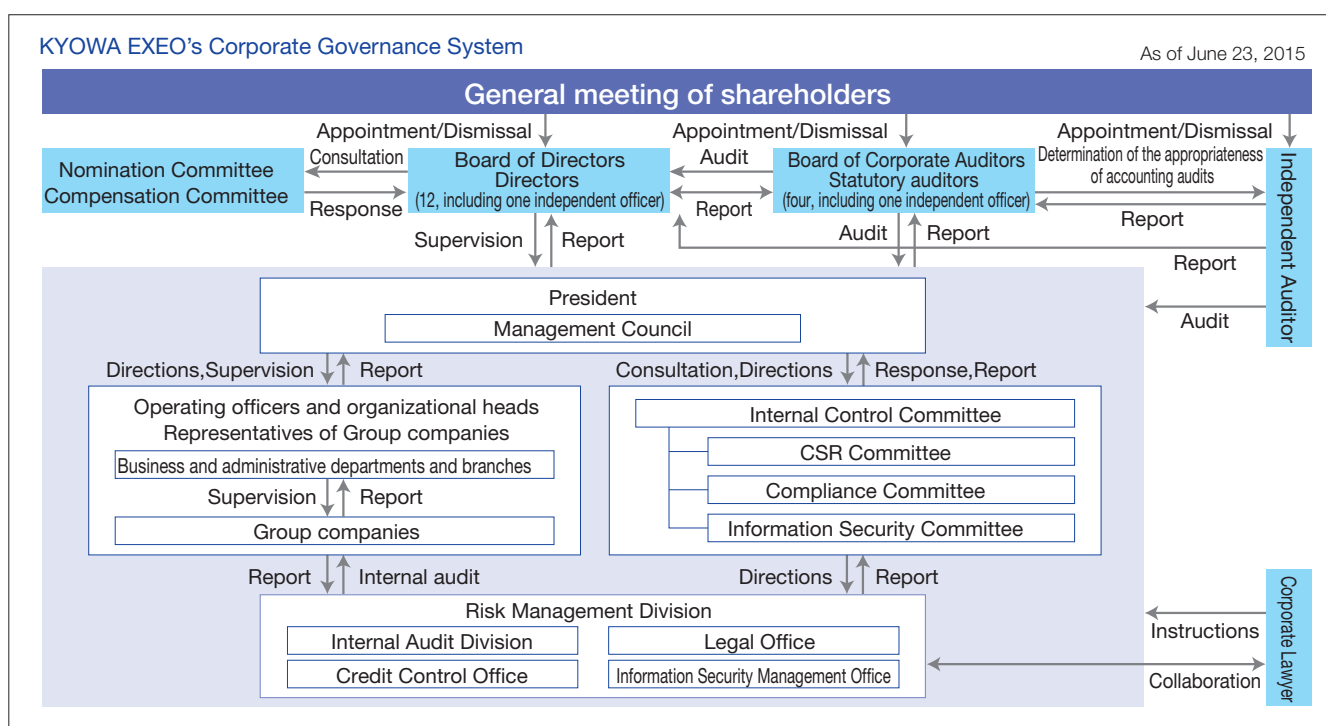 KYOWA EXEO's Corporate Governance System
As of June 23, 2015
General meeting of shareholders
Appointment/Dismissal
Appointment/Dismissal
Appointment/Dismissal
Nomination Committee
Compensation Committee
Consultation
Response
Board of Directors
Directors
(12, including one independent officer)
Audit
Report
Board of Corporate Auditors
Statutory auditors
(four, including one independent officer)
Determination of the appropriateness
of accounting audits
Report
Independent Auditor
Supervision
Report
Audit
Report
Report
Audit
President
Management Council
Directions,Supervision
Report
Consultation,Directions
Response,Report
Operating officers and organizational heads
Representatives of Group companies
Business and administrative departments and branches
Supervision
Report
Group companies
Internal Control Committee
CSR Committee
Compliance Committee
Information Security Committee
Report
Internal audit
Directions
Report
Risk Management Division
Internal Audit Division
Legal Office
Credit Control Office
Information Security Management Office
Instructions
Collaboration
Corporate Lawyer